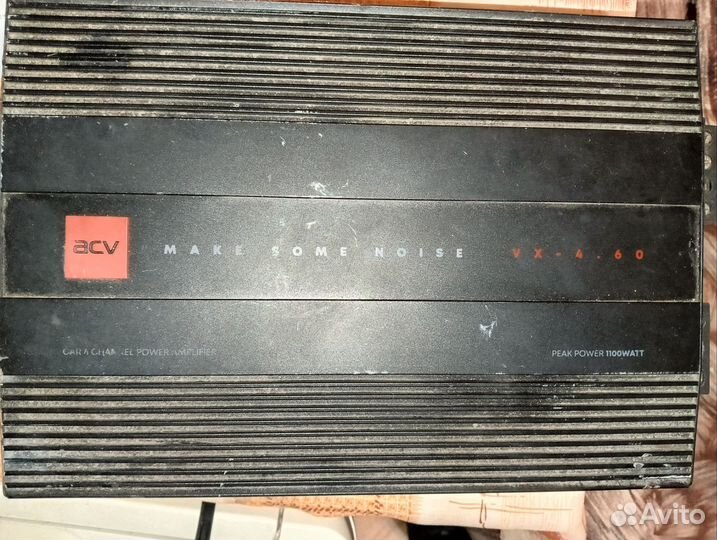 acv
MAKE SOME NOISE
VX-4.60
CAR 4 CHANNEL POWER AMPLIFIER
PEAK POWER 1100WATT
Avito